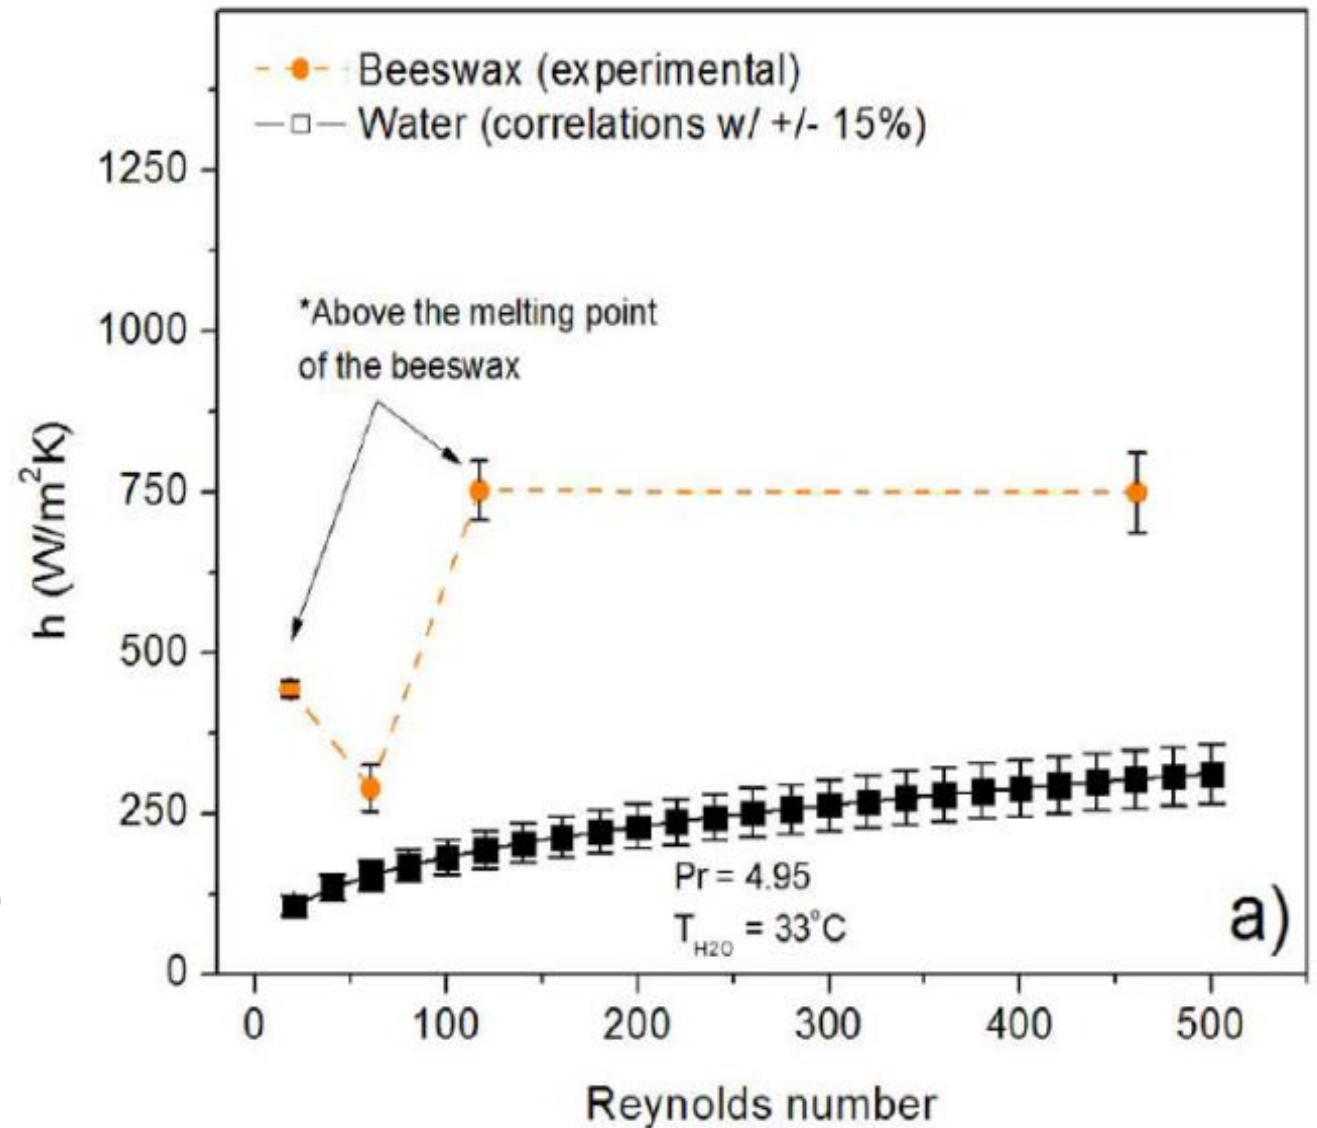 Beeswax (experimental)
Water (correlations w/ +/- 15%)
1250
1000
750
500
250
0
h (W/m²K)
*Above the melting point
of the beeswax
Pr = 4.95
T_H2O = 33°C
a)
0 100 200 300 400 500
Reynolds number